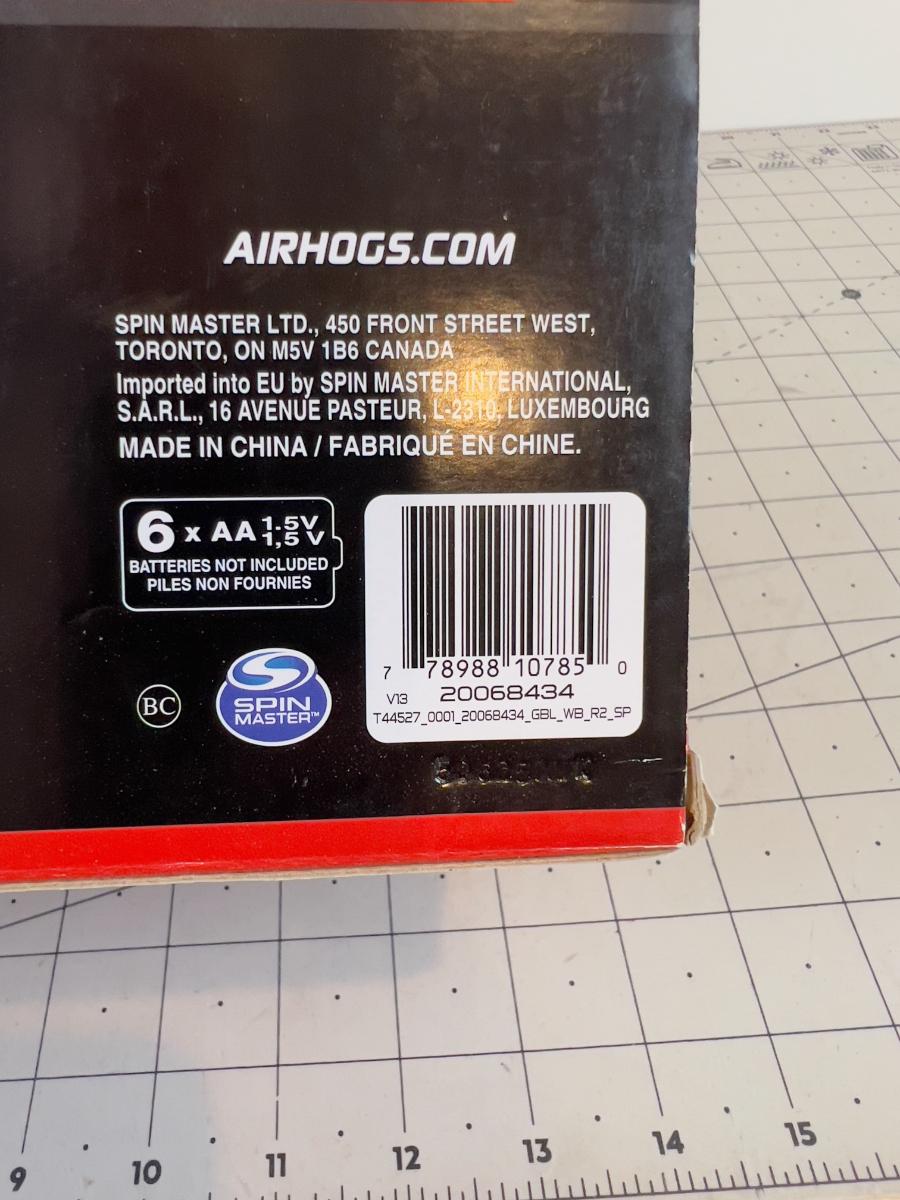 AIRHOGS.COM
SPIN MASTER LTD., 450 FRONT STREET WEST,
TORONTO, ON M5V 1B6 CANADA
Imported into EU by SPIN MASTER INTERNATIONAL,
S.A.R.L., 16 AVENUE PASTEUR, L-2310, LUXEMBOURG
MADE IN CHINA / FABRIQUÉ EN CHINE.
6 x AA 1.5V
1,5 V
BATTERIES NOT INCLUDED
PILES NON FOURNIES
7 78988 10785 0
V13 20068434
T44527_0001_20068434_GBL_WB_R2_SP
BC
SPIN
MASTER™
9 10 11 12 13 14 15